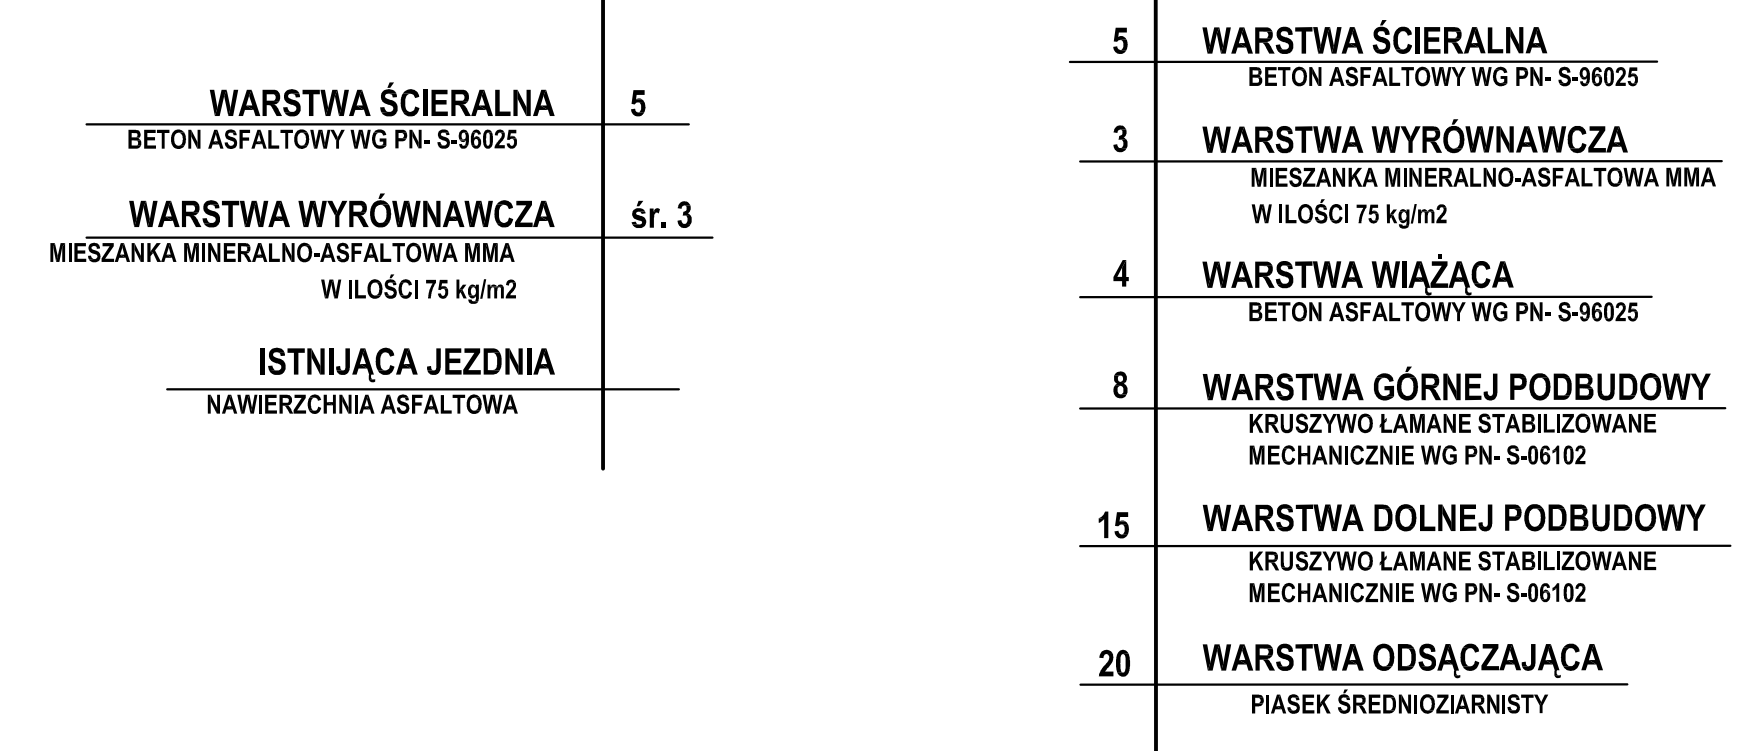 WARSTWA ŚCIERALNA 5
BETON ASFALTOWY WG PN- S-96025
WARSTWA WYRÓWNAWCZA śr. 3
MIESZANKA MINERALNO-ASFALTOWA MMA
W ILOŚCI 75 kg/m2
ISTNIJĄCA JEZDNIA
NAWIERZCHNIA ASFALTOWA
5 WARSTWA ŚCIERALNA
BETON ASFALTOWY WG PN- S-96025
3 WARSTWA WYRÓWNAWCZA
MIESZANKA MINERALNO-ASFALTOWA MMA
W ILOŚCI 75 kg/m2
4 WARSTWA WIĄŻĄCA
BETON ASFALTOWY WG PN- S-96025
8 WARSTWA GÓRNEJ PODBUDOWY
KRUSZYWO ŁAMANE STABILIZOWANE
MECHANICZNIE WG PN- S-06102
15 WARSTWA DOLNEJ PODBUDOWY
KRUSZYWO ŁAMANE STABILIZOWANE
MECHANICZNIE WG PN- S-06102
20 WARSTWA ODSĄCZAJĄCA
PIASEK ŚREDNIOZIARNISTY